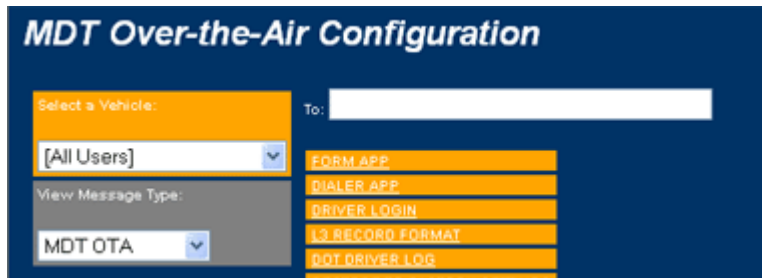 MDT Over-the-Air Configuration
Select a Vehicle:
To:
[All Users]
FORM APP
DIALER APP
View Message Type:
DRIVER LOGIN
L3 RECORD FORMAT
MDT OTA
DOT DRIVER LOG